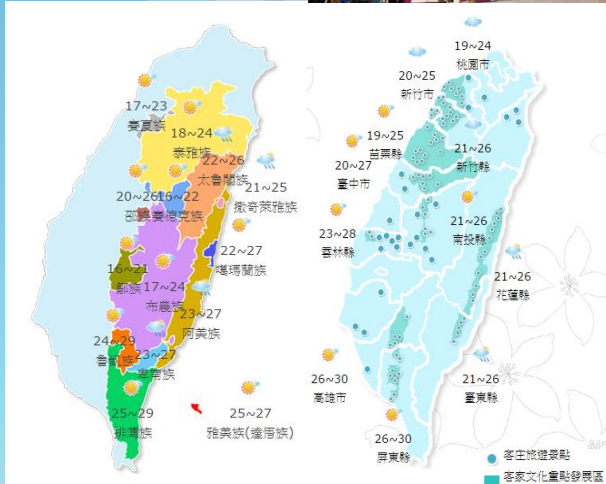 17~23
賽夏族
18~24
泰雅族
22~26
太魯閣族
21~25
撒奇萊雅族
20~26
邵族
16~22
賽德克族
22~27
噶瑪蘭族
16~21
鄒族
17~24
布農族
23~27
阿美族
24~29
魯凱族
23~27
卑南族
25~29
排灣族
25~27
雅美族(達悟族)
19~24
桃園市
20~25
新竹市
19~25
苗栗縣
21~26
新竹縣
20~27
臺中市
21~26
南投縣
23~28
雲林縣
21~26
花蓮縣
26~30
高雄市
21~26
臺東縣
26~30
屏東縣
客庄旅遊景點
客家文化重點發展區